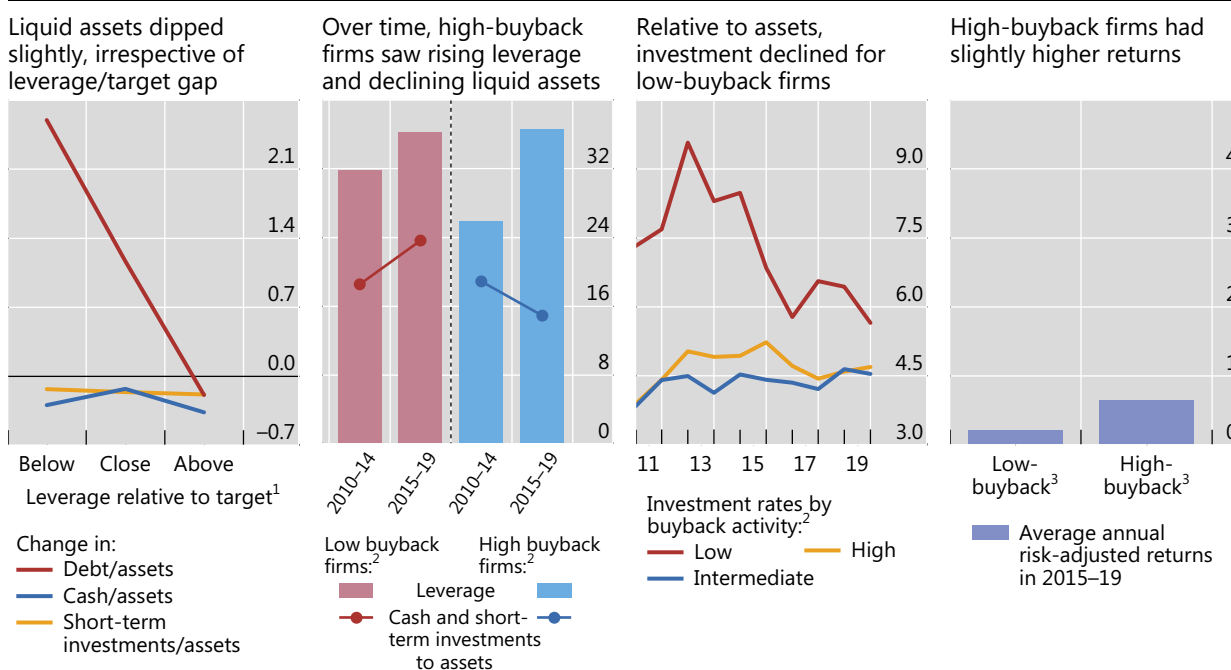 Liquid assets dipped
slightly, irrespective of
leverage/target gap
2.1
1.4
0.7
0.0
–0.7
Below Close Above
Leverage relative to target1
Change in:
Debt/assets
Cash/assets
Short-term
investments/assets
Over time, high-buyback
firms saw rising leverage
and declining liquid assets
32
24
16
8
0
2010–14 2015–19 2010–14 2015–19
Low buyback High buyback
firms:2 firms:2
Leverage
Cash and short-
term investments
to assets
Relative to assets,
investment declined for
low-buyback firms
9.0
7.5
6.0
4.5
3.0
11 13 15 17 19
Investment rates by
buyback activity:2
Low High
Intermediate
High-buyback firms had
slightly higher returns
4
3
2
1
0
Low- High-
buyback3 buyback3
Average annual
risk-adjusted returns
in 2015–19